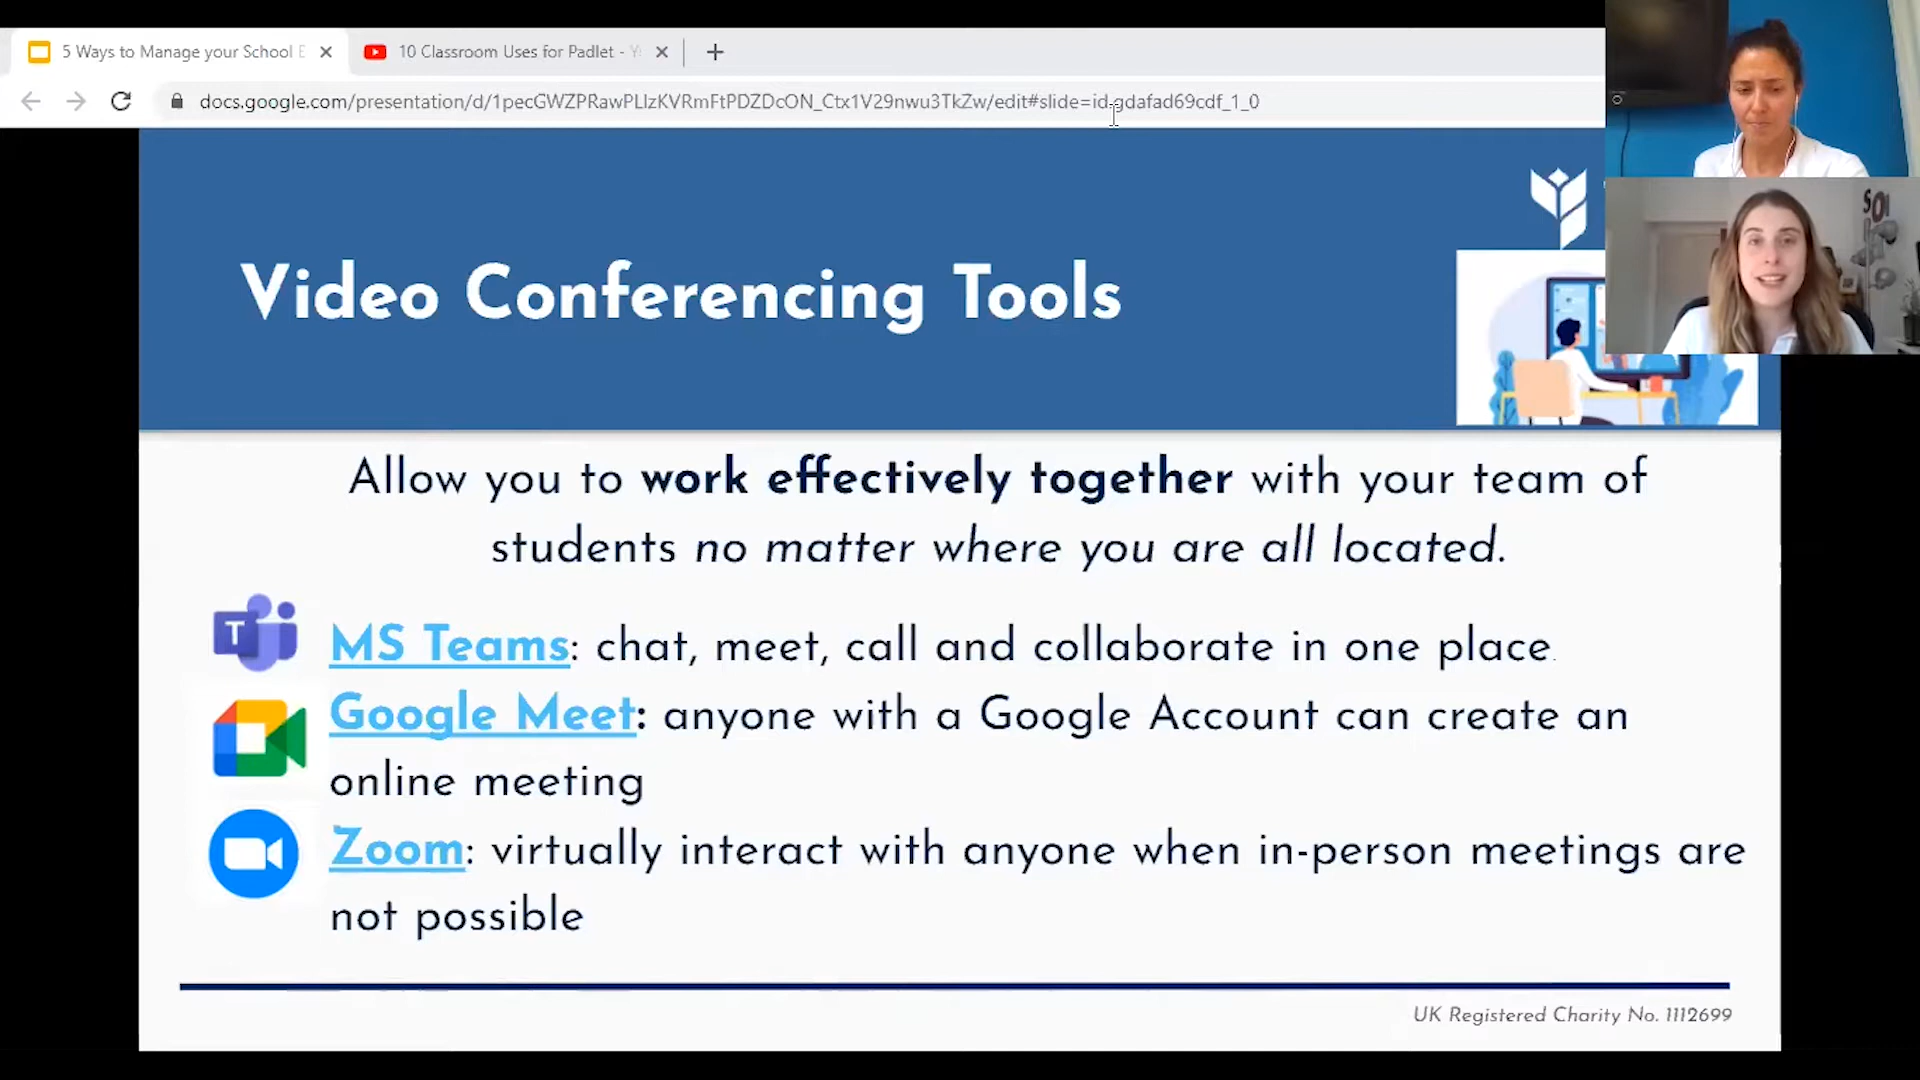 5 Ways to Manage your School E
10 Classroom Uses for Padlet - Y
docs.google.com/presentation/d/1pecGWZPRawPLIzKVRmFtPDZDcON_Ctx1V29nwu3TkZw/edit#slide=id.gdafad69cdf_1_0
Video Conferencing Tools
Allow you to work effectively together with your team of
students no matter where you are all located.
T
MS Teams: chat, meet, call and collaborate in one place.
Google Meet: anyone with a Google Account can create an
online meeting
Zoom: virtually interact with anyone when in-person meetings are
not possible
UK Registered Charity No. 1112699